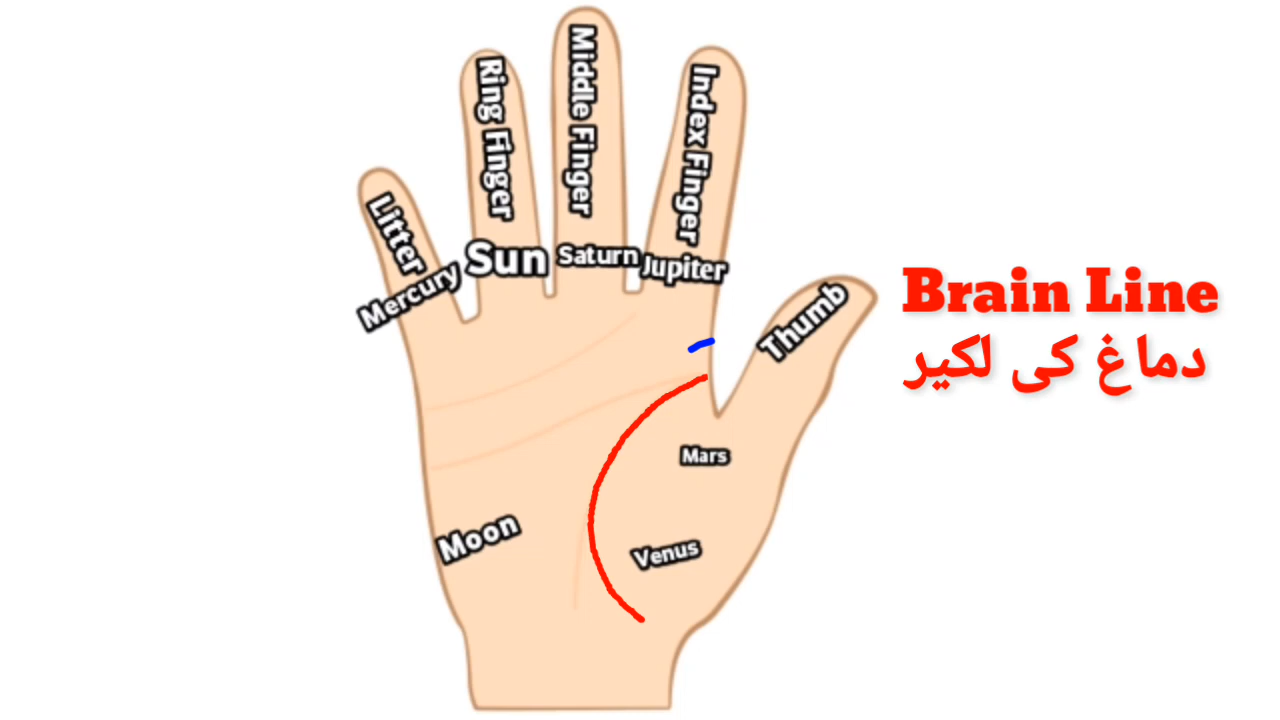 Litter
Ring Finger
Middle Finger
Index Finger
Thumb
Mercury
Sun
Saturn
Jupiter
Mars
Moon
Venus
Brain Line
دماغ کی لکیر